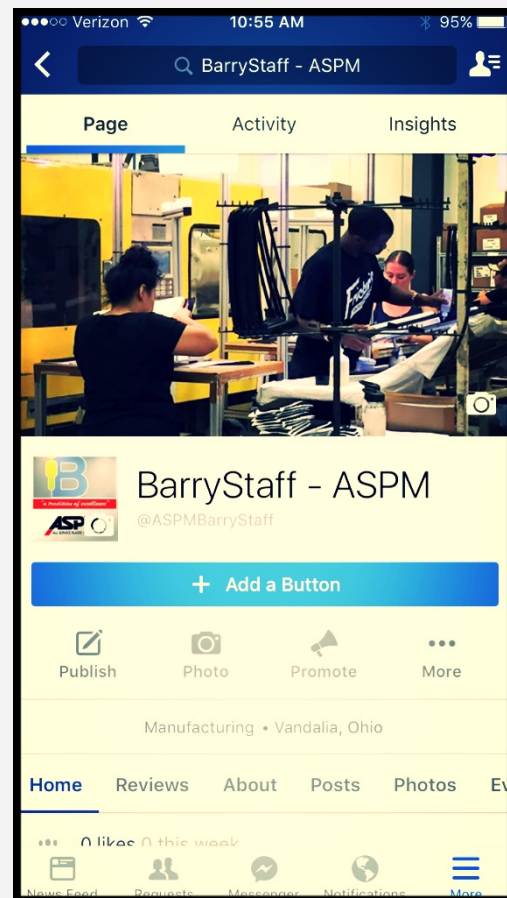 Verizon 10:55 AM 95%
BarryStaff - ASPM
Page Activity Insights
B
"a tradition of excellence"
ASP
BarryStaff - ASPM
@ASPMBarryStaff
+ Add a Button
Publish Photo Promote More
Manufacturing • Vandalia, Ohio
Home Reviews About Posts Photos Ev
0 likes 0 this week
News Feed Requests Messenger Notifications More